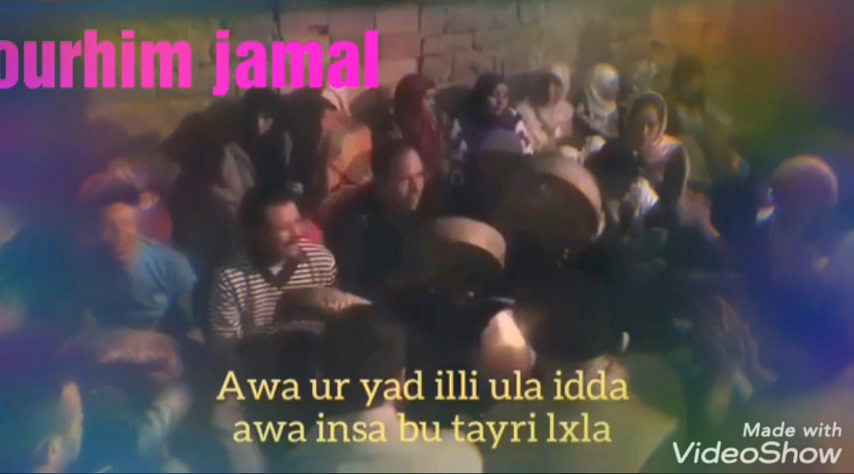 ourhim jamal
Awa ur yad illi ula idda
awa insa bu tayri lxla
Made with
VideoShow